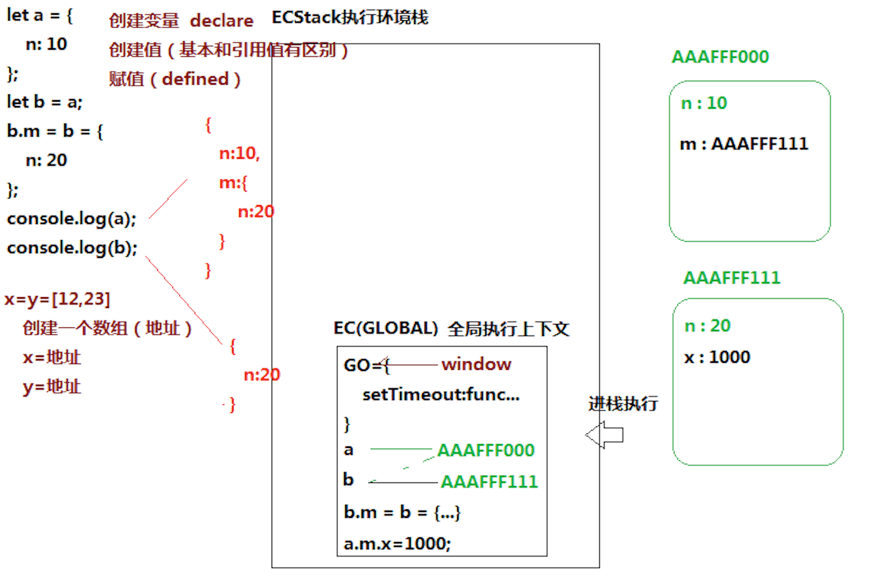 let a = {
n: 10
};
let b = a;
b.m = b = {
n: 20
};
console.log(a);
console.log(b);
创建变量 declare
创建值（基本和引用值有区别）
赋值（defined）
{
n:10,
m:{
n:20
}
}
x=y=[12,23]
创建一个数组（地址）
x=地址
y=地址
{
n:20
}
ECStack执行环境栈
EC(GLOBAL) 全局执行上下文
GO={ window
setTimeout:func...
}
a AAAFFF000
b AAAFFF111
b.m = b = {...}
a.m.x=1000;
进栈执行
AAAFFF000
n : 10
m : AAAFFF111
AAAFFF111
n : 20
x : 1000